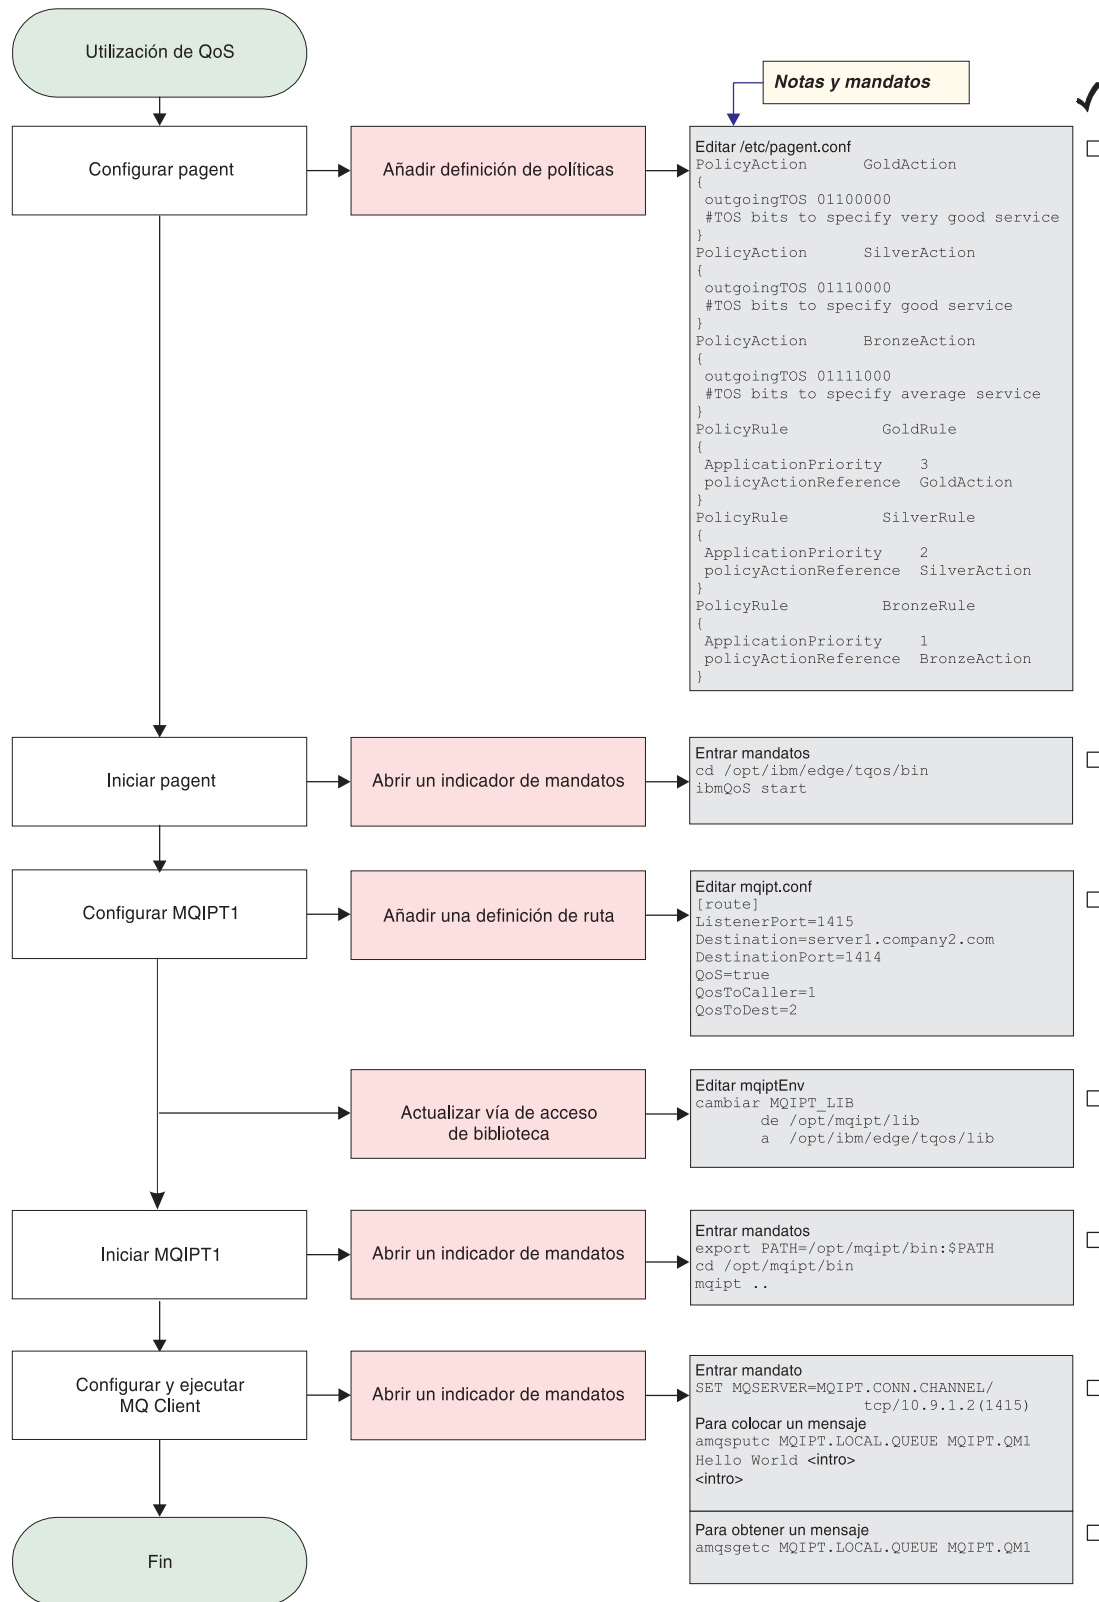 Utilización de QoS
Notas y mandatos
Configurar pagent
Añadir definición de políticas
Editar /etc/pagent.conf
PolicyAction      GoldAction
{
 outgoingTOS 01100000
 #TOS bits to specify very good service
}
PolicyAction      SilverAction
{
 outgoingTOS 01110000
 #TOS bits to specify good service
}
PolicyAction      BronzeAction
{
 outgoingTOS 01111000
 #TOS bits to specify average service
}
PolicyRule          GoldRule
{
 ApplicationPriority    3
 policyActionReference  GoldAction
}
PolicyRule          SilverRule
{
 ApplicationPriority    2
 policyActionReference  SilverAction
}
PolicyRule          BronzeRule
{
 ApplicationPriority    1
 policyActionReference  BronzeAction
}
Iniciar pagent
Abrir un indicador de mandatos
Entrar mandatos
cd /opt/ibm/edge/tqos/bin
ibmQoS start
Configurar MQIPT1
Añadir una definición de ruta
Editar mqipt.conf
[route]
ListenerPort=1415
Destination=server1.company2.com
DestinationPort=1414
QoS=true
QosToCaller=1
QosToDest=2
Actualizar vía de acceso
de biblioteca
Editar mqiptEnv
cambiar MQIPT_LIB
       de /opt/mqipt/lib
       a  /opt/ibm/edge/tqos/lib
Iniciar MQIPT1
Abrir un indicador de mandatos
Entrar mandatos
export PATH=/opt/mqipt/bin:$PATH
cd /opt/mqipt/bin
mqipt ..
Configurar y ejecutar
MQ Client
Abrir un indicador de mandatos
Entrar mandato
SET MQSERVER=MQIPT.CONN.CHANNEL/
                  tcp/10.9.1.2(1415)
Para colocar un mensaje
amqsputc MQIPT.LOCAL.QUEUE MQIPT.QM1
Hello World <intro>
<intro>
Para obtener un mensaje
amqsgetc MQIPT.LOCAL.QUEUE MQIPT.QM1
Fin